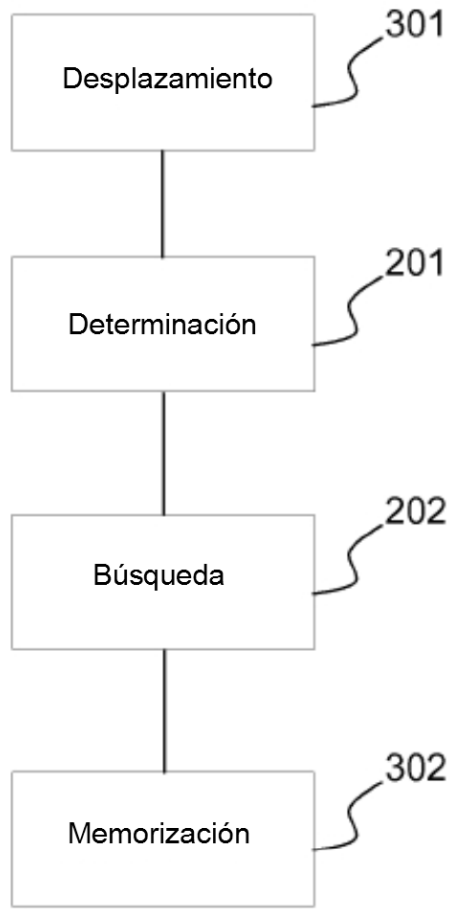 301
Desplazamiento
201
Determinación
202
Búsqueda
302
Memorización